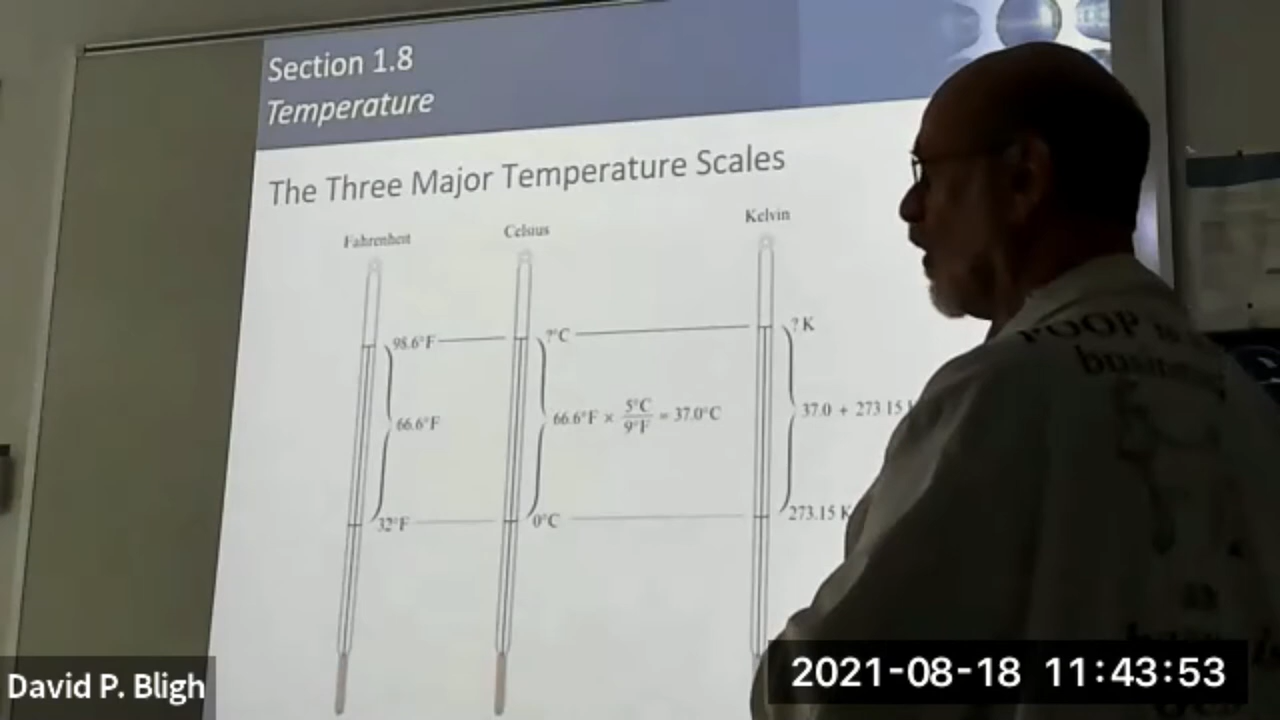 Section 1.8
Temperature
The Three Major Temperature Scales
Fahrenheit
Celsius
Kelvin
98.6°F
?°C
? K
66.6°F
66.6°F × 5°C/9°F = 37.0°C
37.0 + 273.15
32°F
0°C
273.15 K
POOP
David P. Bligh
2021-08-18 11:43:53